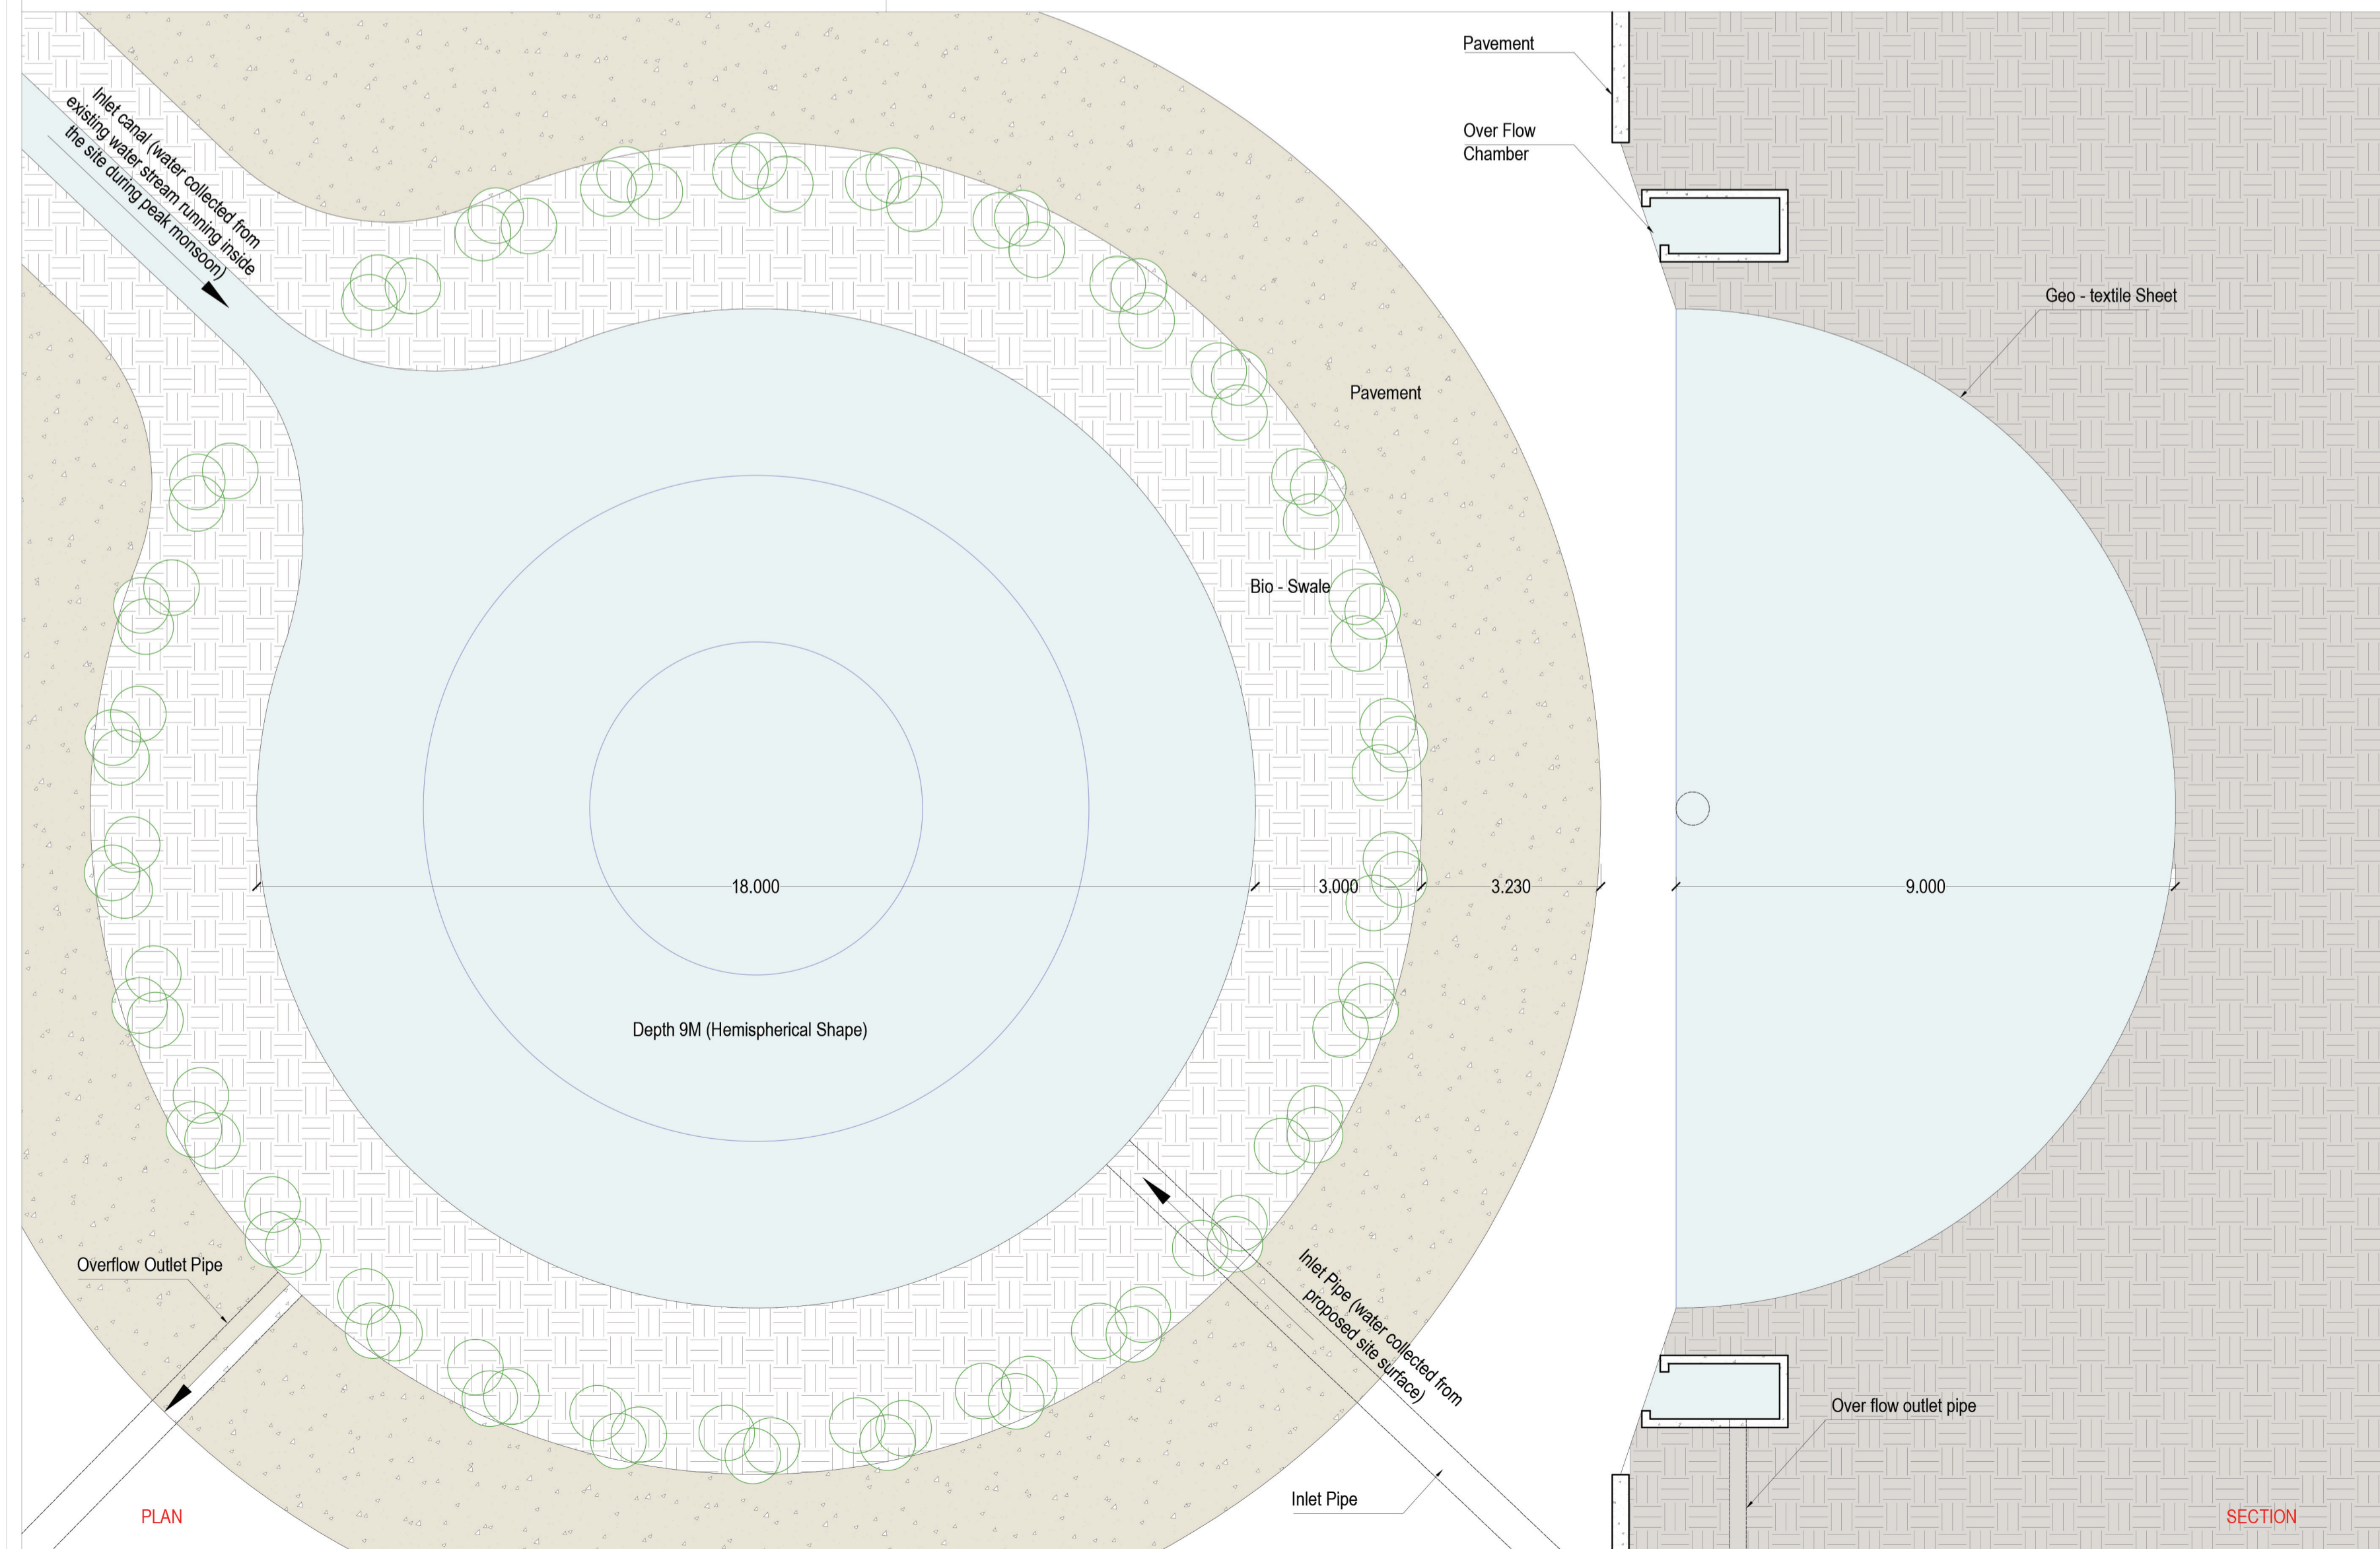 Inlet canal (water collected from
existing water stream running inside
the site during peak monsoon)
Pavement
Bio - Swale
18.000
3.000
3.230
Depth 9M (Hemispherical Shape)
Overflow Outlet Pipe
Inlet Pipe (water collected from
proposed site surface)
Inlet Pipe
PLAN
Pavement
Over Flow
Chamber
Geo - textile Sheet
9.000
Over flow outlet pipe
SECTION